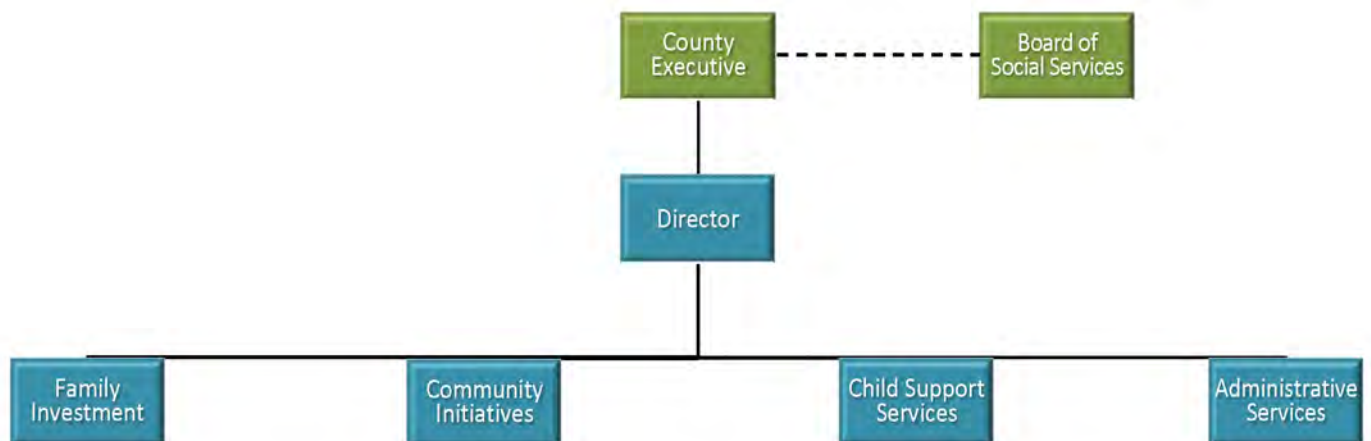 County
Executive
Board of
Social Services
Director
Family
Investment
Community
Initiatives
Child Support
Services
Administrative
Services